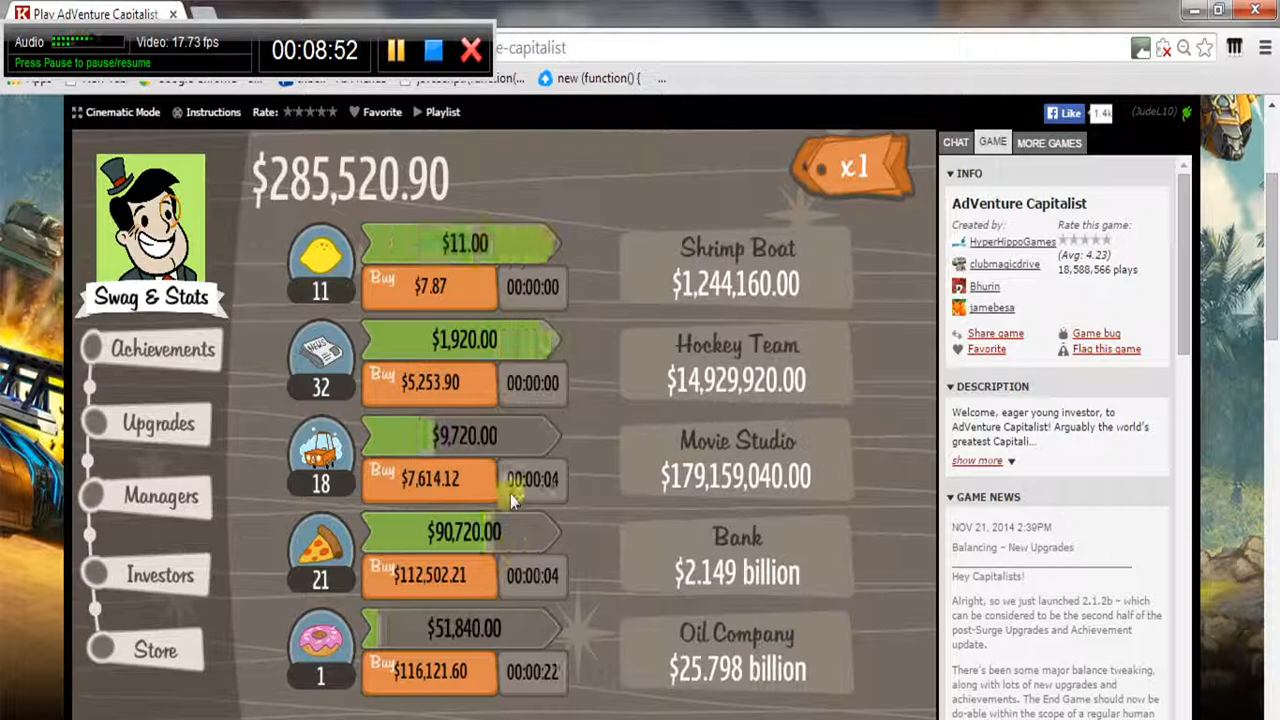 Play AdVenture Capitalist
Audio
Video: 17.73 fps
Press Pause to pause/resume
00:08:52
e-capitalist
new (function() {
...
Cinematic Mode
Instructions
Rate:
Favorite
Playlist
Like
1.4k
(JudeL10)
$285,520.90
x1
Swag & Stats
Achievements
Upgrades
Managers
Investors
Store
11
$11.00
Buy
$7.87
00:00:00
32
$1,920.00
Buy
$5,253.90
00:00:00
18
$9,720.00
Buy
$7,614.12
00:00:04
21
$90,720.00
Buy
$112,502.21
00:00:04
1
$51,840.00
Buy
$116,121.60
00:00:22
Shrimp Boat
$1,244,160.00
Hockey Team
$14,929,920.00
Movie Studio
$179,159,040.00
Bank
$2.149 billion
Oil Company
$25.798 billion
CHAT
GAME
MORE GAMES
INFO
AdVenture Capitalist
Created by:
HyperHippoGames
clubmagicdrive
Bhurin
jamebesa
Rate this game:
(Avg: 4.23)
18,588,566 plays
Share game
Game bug
Favorite
Flag this game
DESCRIPTION
Welcome, eager young investor, to
AdVenture Capitalist! Arguably the world's
greatest Capitali...
show more
GAME NEWS
NOV 21, 2014 2:39PM
Balancing – New Upgrades
Hey Capitalists!
Alright, so we just launched 2.1.2b – which
can be considered to be the second half of the
post-Surge Upgrades and Achievement
update.
There's been some major balance tweaking,
along with lots of new upgrades and
achievements. The End Game should now be
do-able within the scope of a regular human